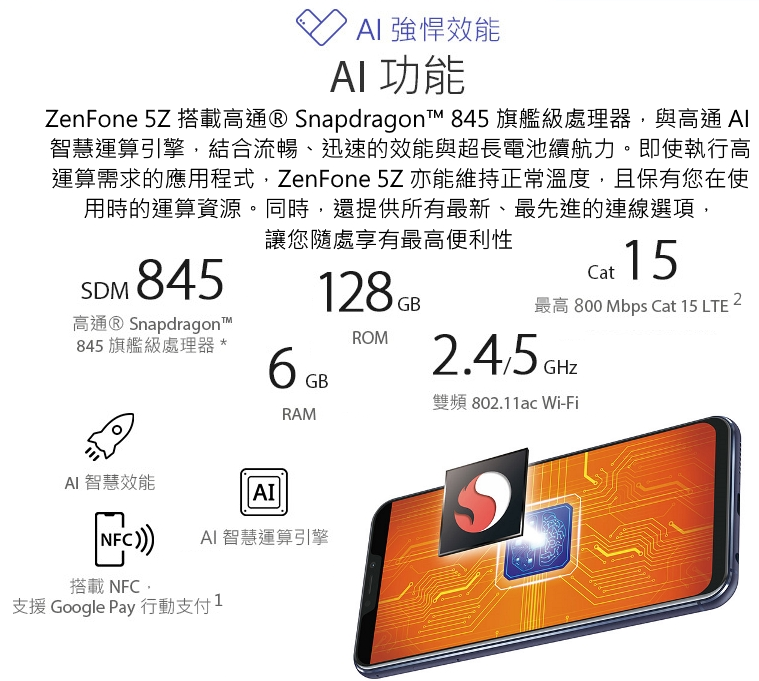 AI 強悍效能
AI 功能
ZenFone 5Z 搭載高通® Snapdragon™ 845 旗艦級處理器，與高通 AI
智慧運算引擎，結合流暢、迅速的效能與超長電池續航力。即使執行高
運算需求的應用程式，ZenFone 5Z 亦能維持正常溫度，且保有您在使
用時的運算資源。同時，還提供所有最新、最先進的連線選項，
讓您隨處享有最高便利性
SDM 845
高通® Snapdragon™
845 旗艦級處理器 *
128 GB
ROM
Cat 15
最高 800 Mbps Cat 15 LTE 2
6 GB
RAM
2.4/5 GHz
雙頻 802.11ac Wi-Fi
AI 智慧效能
AI
AI 智慧運算引擎
NFC
搭載 NFC，
支援 Google Pay 行動支付 1